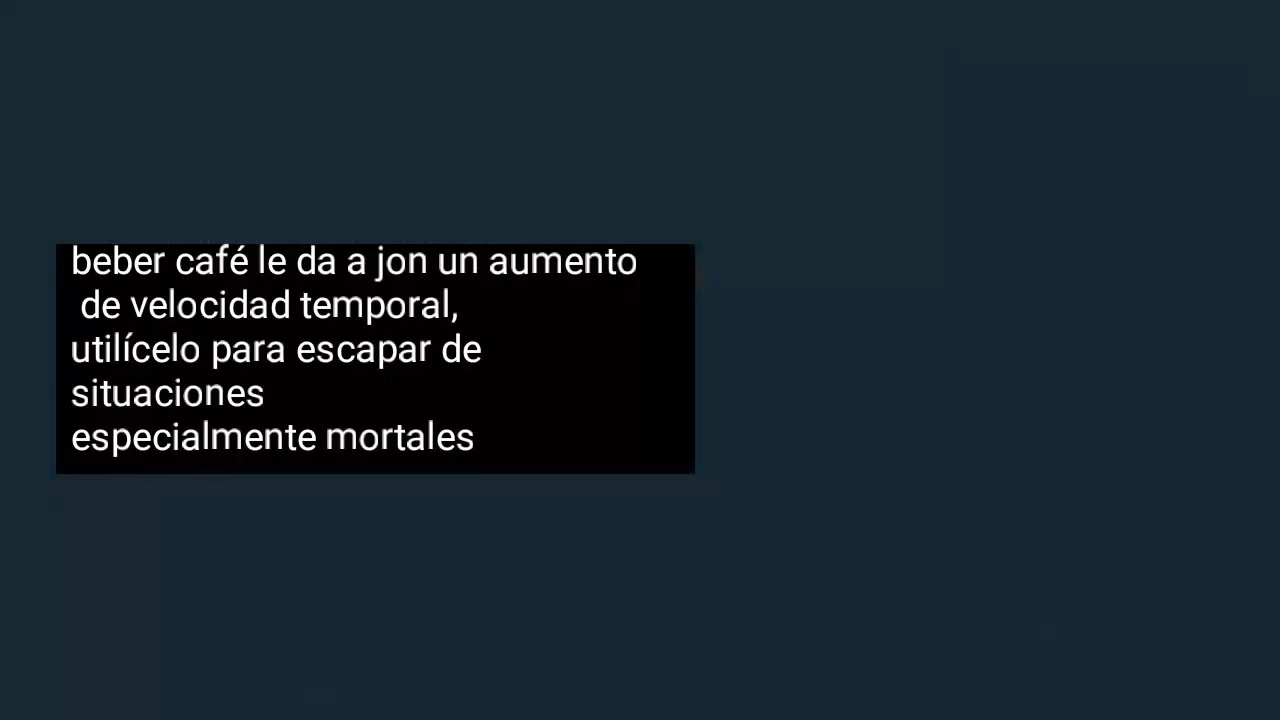 beber café le da a jon un aumento
de velocidad temporal,
utilícelo para escapar de
situaciones
especialmente mortales